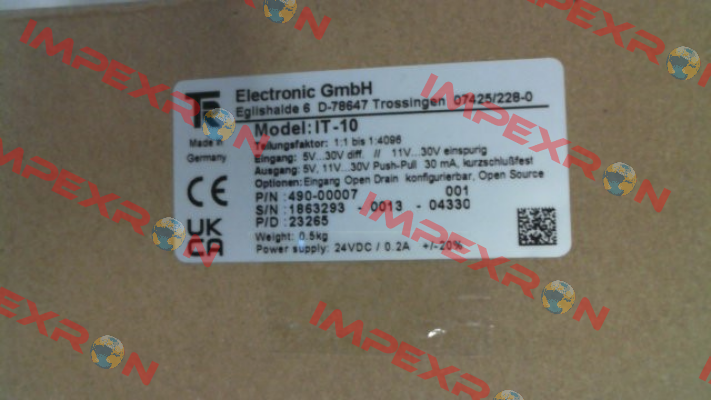 TR Electronic GmbH
Eglishalde 6 D-78647 Trossingen 07425/228-0
Made in Germany
Model: IT-10
Teilungsfaktor: 1:1 bis 1:4096
Eingang: 5V...30V diff. // 11V...30V einspurig
Ausgang: 5V, 11V...30V Push-Pull 30 mA, kurzschlußfest
Optionen: Eingang Open Drain konfigurierbar, Open Source
P/N : 490-00007 001
S/N : 1863293 - 0013 - 04330
P/D : 23265
Weight: 0.5kg
Power supply: 24VDC / 0.2A +/-20%
CE
UK
CA
IMPEXRON
IMPEXRON
IMPEXRON
IMPEXRON
IMPEXRON
IMPEXRON